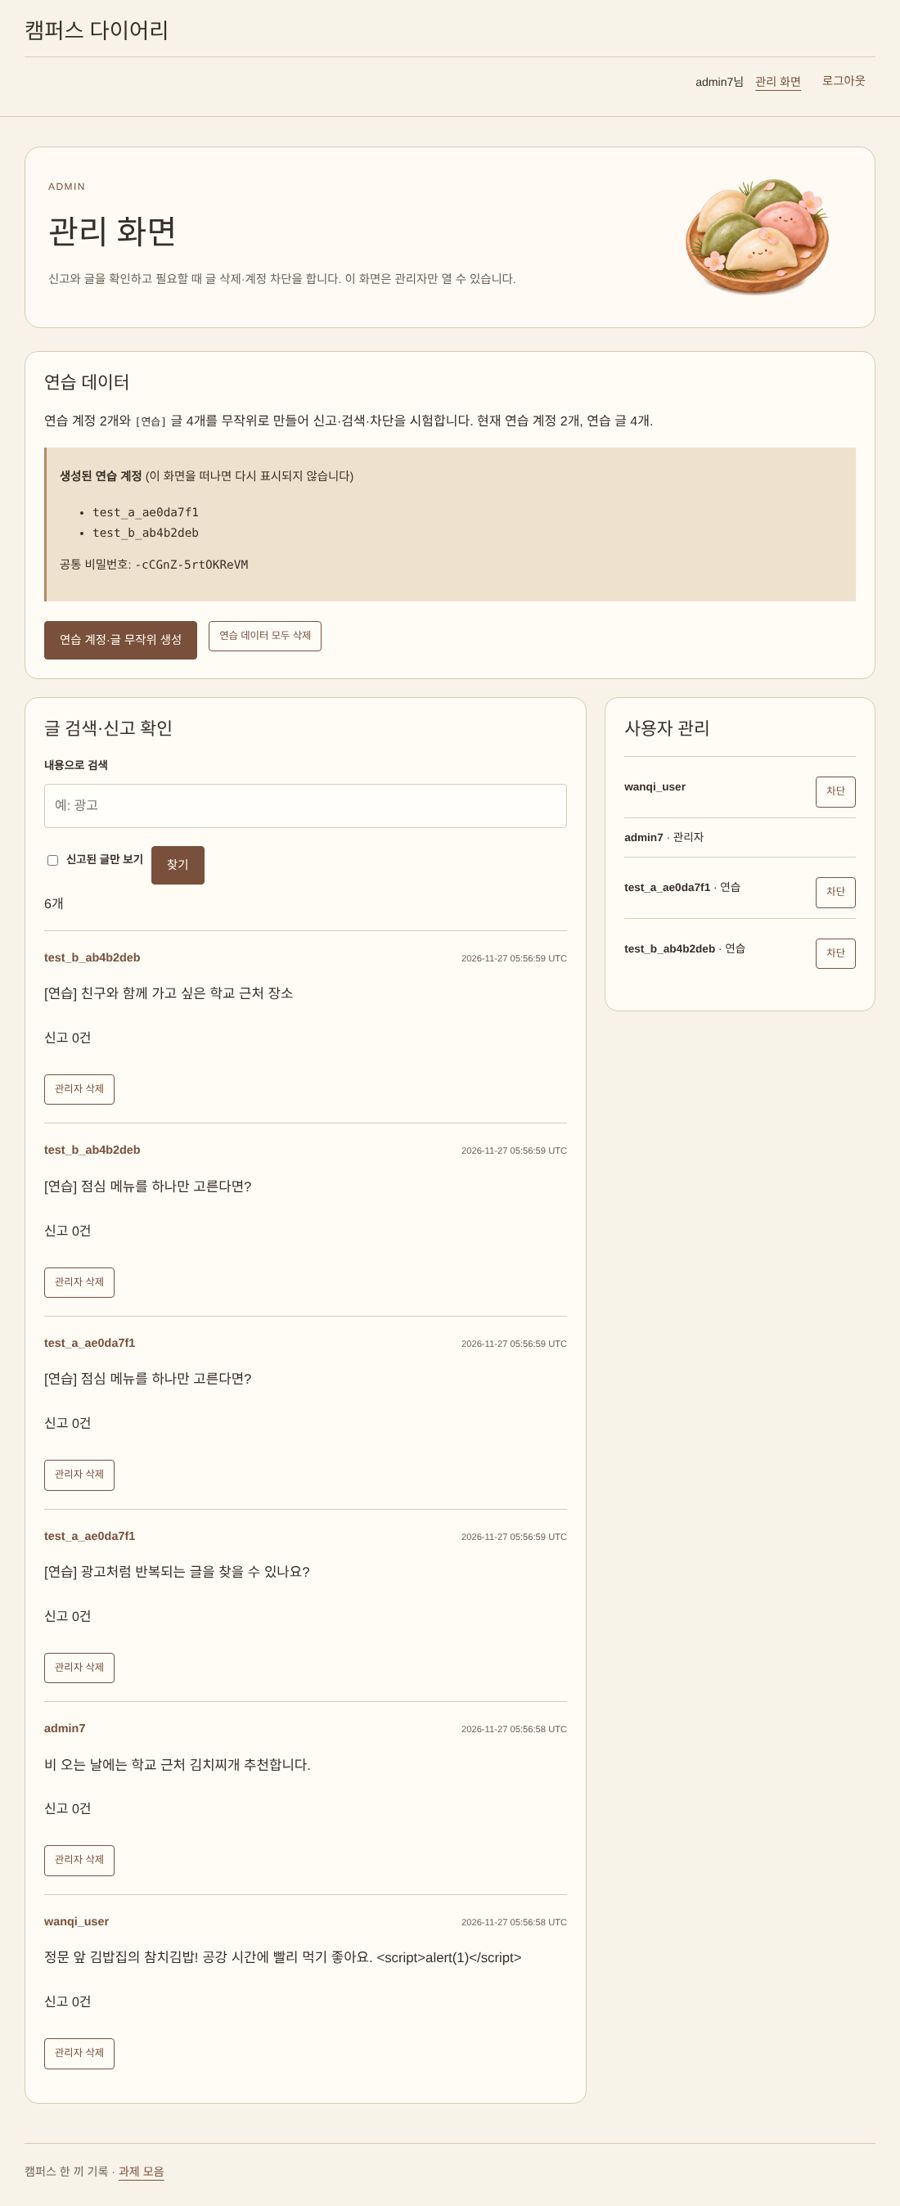 캠퍼스 다이어리
admin7님 관리 화면 로그아웃
ADMIN
관리 화면
신고와 글을 확인하고 필요할 때 글 삭제·계정 차단을 합니다. 이 화면은 관리자만 열 수 있습니다.
연습 데이터
연습 계정 2개와 [연습] 글 4개를 무작위로 만들어 신고·검색·차단을 시험합니다. 현재 연습 계정 2개, 연습 글 4개.
생성된 연습 계정 (이 화면을 떠나면 다시 표시되지 않습니다)
• test_a_ae0da7f1
• test_b_ab4b2deb
공통 비밀번호: -cCGnZ-5rtOKReVM
연습 계정·글 무작위 생성 연습 데이터 모두 삭제
글 검색·신고 확인
내용으로 검색
예: 광고
신고된 글만 보기 찾기
6개
test_b_ab4b2deb 2026-11-27 05:56:59 UTC
[연습] 친구와 함께 가고 싶은 학교 근처 장소
신고 0건
관리자 삭제
test_b_ab4b2deb 2026-11-27 05:56:59 UTC
[연습] 점심 메뉴를 하나만 고른다면?
신고 0건
관리자 삭제
test_a_ae0da7f1 2026-11-27 05:56:59 UTC
[연습] 점심 메뉴를 하나만 고른다면?
신고 0건
관리자 삭제
test_a_ae0da7f1 2026-11-27 05:56:59 UTC
[연습] 광고처럼 반복되는 글을 찾을 수 있나요?
신고 0건
관리자 삭제
admin7 2026-11-27 05:56:58 UTC
비 오는 날에는 학교 근처 김치찌개 추천합니다.
신고 0건
관리자 삭제
wanqi_user 2026-11-27 05:56:58 UTC
정문 앞 김밥집의 참치김밥! 공강 시간에 빨리 먹기 좋아요. <script>alert(1)</script>
신고 0건
관리자 삭제
사용자 관리
wanqi_user 차단
admin7 · 관리자
test_a_ae0da7f1 · 연습 차단
test_b_ab4b2deb · 연습 차단
캠퍼스 한 끼 기록 · 과제 모음